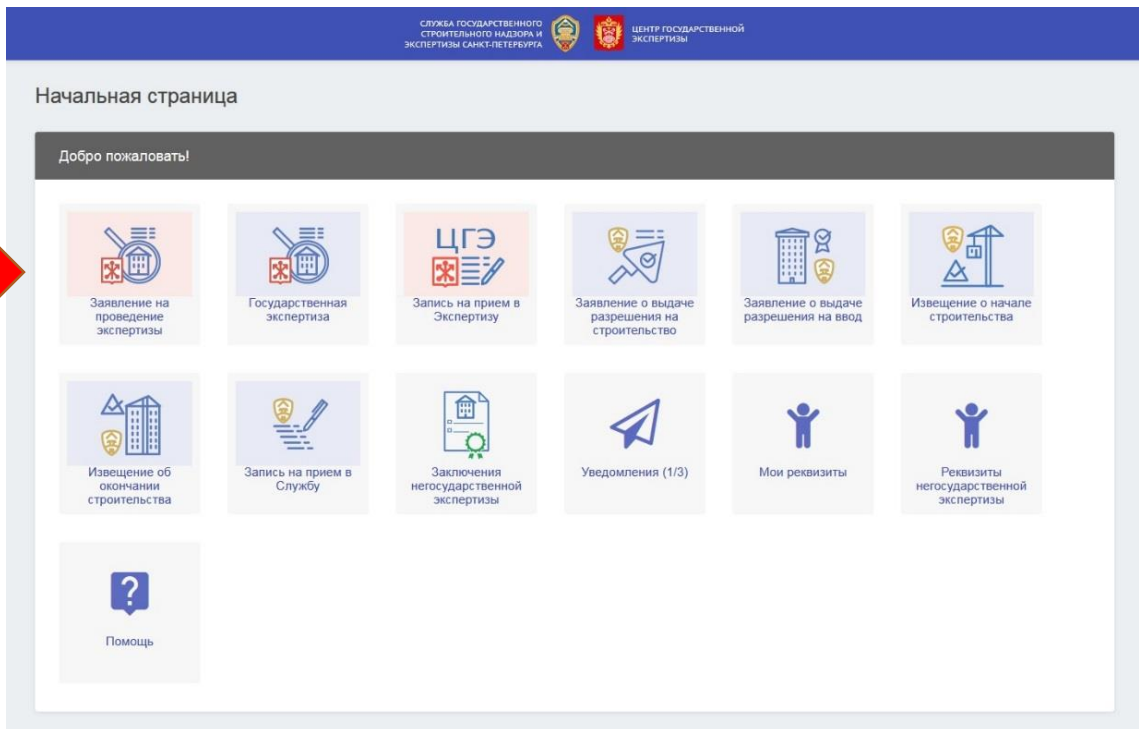 СЛУЖБА ГОСУДАРСТВЕННОГО
СТРОИТЕЛЬНОГО НАДЗОРА И
ЭКСПЕРТИЗЫ САНКТ-ПЕТЕРБУРГА
ЦЕНТР ГОСУДАРСТВЕННОЙ
ЭКСПЕРТИЗЫ
Начальная страница
Добро пожаловать!
Заявление на
проведение
экспертизы
Государственная
экспертиза
ЦГЭ
Запись на прием в
Экспертизу
Заявление о выдаче
разрешения на
строительство
Заявление о выдаче
разрешения на ввод
Извещение о начале
строительства
Извещение об
окончании
строительства
Запись на прием в
Службу
Заключения
негосударственной
экспертизы
Уведомления (1/3)
Мои реквизиты
Реквизиты
негосударственной
экспертизы
?
Помощь